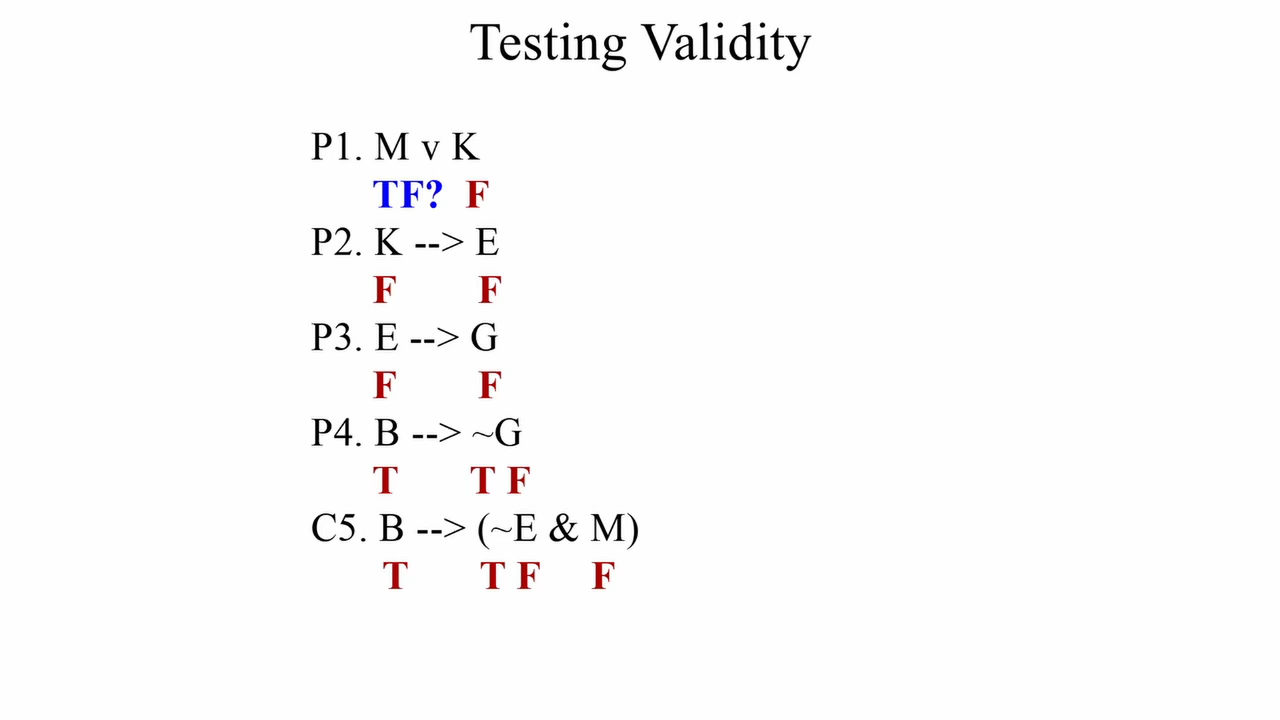 Testing Validity
P1. M v K
TF? F
P2. K --> E
F F
P3. E --> G
F F
P4. B --> ~G
T T F
C5. B --> (~E & M)
T T F F